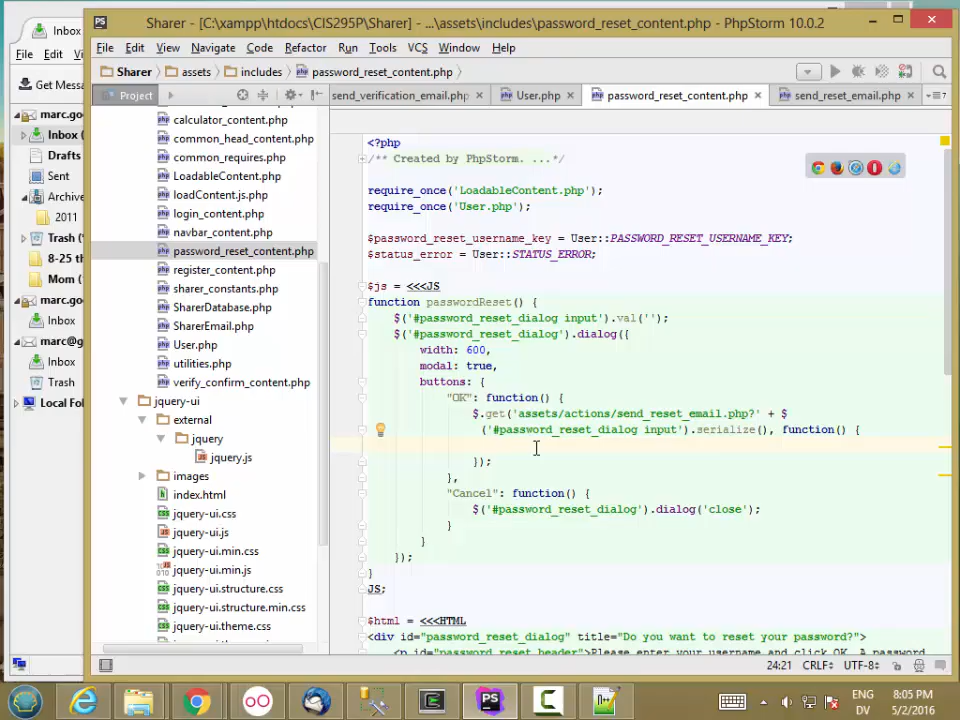 Inbox
Sharer - [C:\xampp\htdocs\CIS295P\Sharer] - ...\assets\includes\password_reset_content.php - PhpStorm 10.0.2
File Edit
File Edit View Navigate Code Refactor Run Tools VCS Window Help
Get Messa
Sharer assets includes password_reset_content.php
Project
send_verification_email.php User.php password_reset_content.php send_reset_email.php
marc.go
Inbox
Drafts
Sent
Archive
2011
Trash (
8-25 th
Mom (
marc.go
Inbox
marc@g
Inbox
Trash
Local Fol
calculator_content.php
common_head_content.php
common_requires.php
LoadableContent.php
loadContent.js.php
login_content.php
navbar_content.php
password_reset_content.php
register_content.php
sharer_constants.php
SharerDatabase.php
SharerEmail.php
User.php
utilities.php
verify_confirm_content.php
jquery-ui
external
jquery
jquery.js
images
index.html
jquery-ui.css
jquery-ui.js
jquery-ui.min.css
jquery-ui.min.js
jquery-ui.structure.css
jquery-ui.structure.min.css
jquery-ui.theme.css
<?php
/** Created by PhpStorm. ...*/
require_once('LoadableContent.php');
require_once('User.php');
$password_reset_username_key = User::PASSWORD_RESET_USERNAME_KEY;
$status_error = User::STATUS_ERROR;
$js = <<<JS
function passwordReset() {
$('#password_reset_dialog input').val('');
$('#password_reset_dialog').dialog({
width: 600,
modal: true,
buttons: {
"OK": function() {
$.get('assets/actions/send_reset_email.php?' + $
('#password_reset_dialog input').serialize(), function() {
});
},
"Cancel": function() {
$('#password_reset_dialog').dialog('close');
}
}
});
}
JS;
$html = <<<HTML
<div id="password_reset_dialog" title="Do you want to reset your password?">
<p id="password_reset_header">Please enter your username and click OK. A password
24:21 CRLF UTF-8
ENG
DV
8:05 PM
5/2/2016